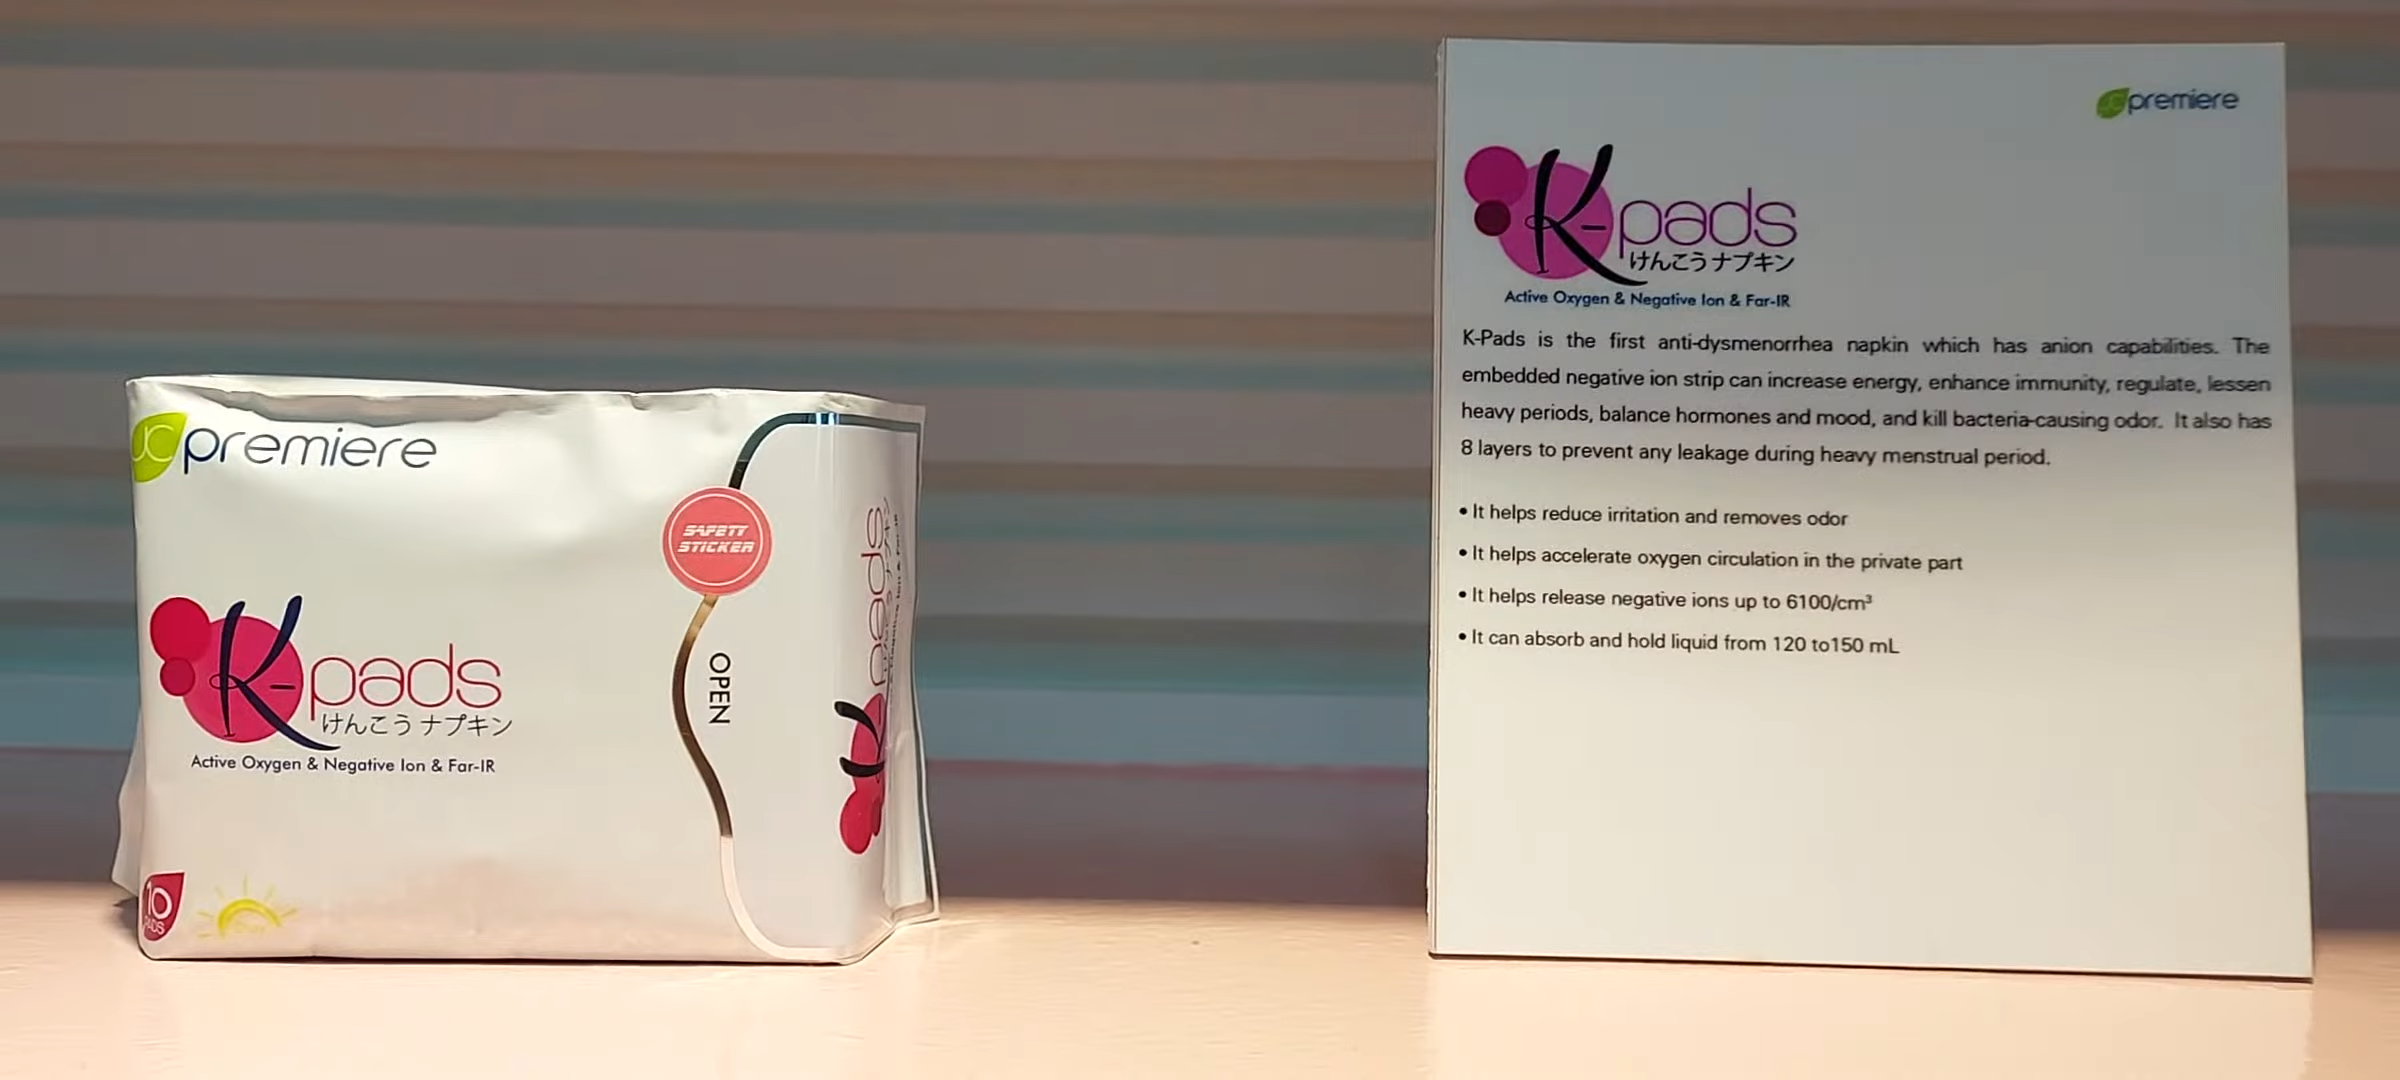 JC premiere
SAFETY
STICKER
OPEN
K-pads
けんこうナプキン
Active Oxygen & Negative Ion & Far-IR
10
PADS
K-pads
JC premiere
K-pads
けんこうナプキン
Active Oxygen & Negative Ion & Far-IR
K-Pads is the first anti-dysmenorrhea napkin which has anion capabilities. The
embedded negative ion strip can increase energy, enhance immunity, regulate, lessen
heavy periods, balance hormones and mood, and kill bacteria-causing odor. It also has
8 layers to prevent any leakage during heavy menstrual period.
• It helps reduce irritation and removes odor
• It helps accelerate oxygen circulation in the private part
• It helps release negative ions up to 6100/cm³
• It can absorb and hold liquid from 120 to150 mL